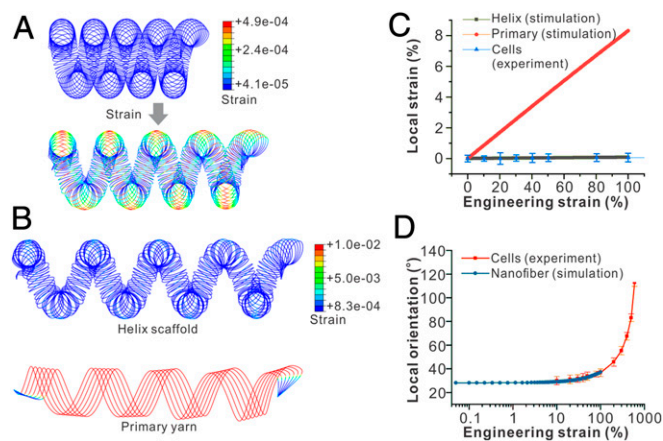 A
+4.9e-04
+2.4e-04
+4.1e-05
Strain
Strain
B
+1.0e-02
+5.0e-03
+8.3e-04
Strain
Helix scaffold
Primary yarn
C
Helix (stimulation)
Primary (stimulation)
Cells
(experiment)
Local strain (%)
8
6
4
2
0
0 20 40 60 80 100
Engineering strain (%)
D
Cells (experiment)
Nanofiber (simulation)
Local orientation (°)
140
120
100
80
60
40
20
0.1 1 10 100 1000
Engineering strain (%)